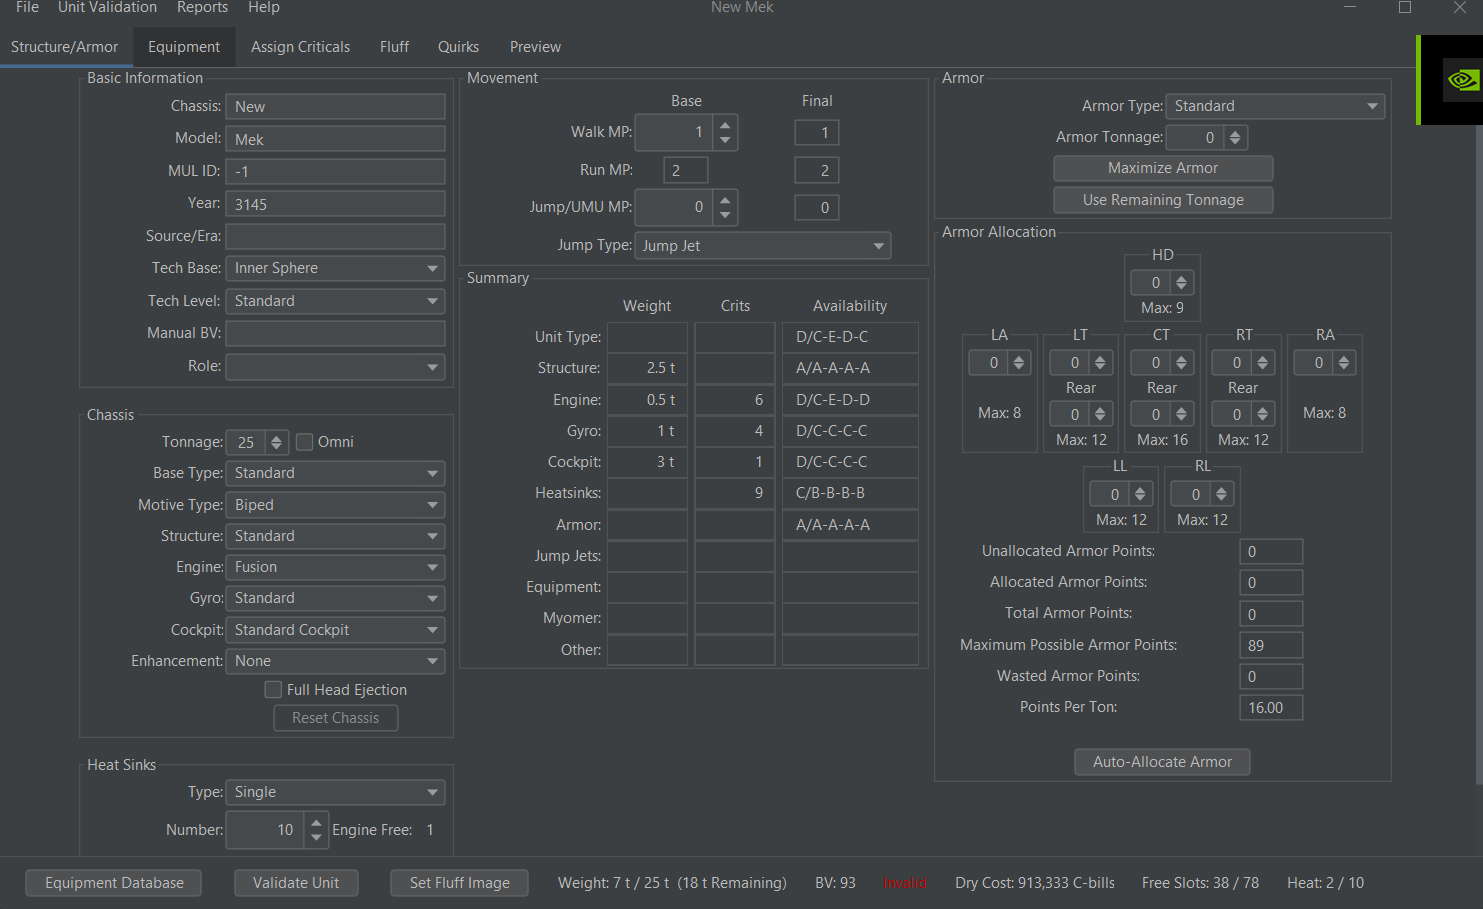 File Unit Validation Reports Help New Mek
Structure/Armor Equipment Assign Criticals Fluff Quirks Preview
Basic Information
Chassis: New
Model: Mek
MUL ID: -1
Year: 3145
Source/Era:
Tech Base: Inner Sphere
Tech Level: Standard
Manual BV:
Role:
Chassis
Tonnage: 25 Omni
Base Type: Standard
Motive Type: Biped
Structure: Standard
Engine: Fusion
Gyro: Standard
Cockpit: Standard Cockpit
Enhancement: None
Full Head Ejection
Reset Chassis
Heat Sinks
Type: Single
Number: 10 Engine Free: 1
Movement
Base Final
Walk MP: 1 1
Run MP: 2 2
Jump/UMU MP: 0 0
Jump Type: Jump Jet
Summary
Weight Crits Availability
Unit Type: D/C-E-D-C
Structure: 2.5 t A/A-A-A-A
Engine: 0.5 t 6 D/C-E-D-D
Gyro: 1 t 4 D/C-C-C-C
Cockpit: 3 t 1 D/C-C-C-C
Heatsinks: 9 C/B-B-B-B
Armor: A/A-A-A-A
Jump Jets:
Equipment:
Myomer:
Other:
Armor
Armor Type: Standard
Armor Tonnage: 0
Maximize Armor
Use Remaining Tonnage
Armor Allocation
HD
0
Max: 9
LA LT CT RT RA
0 0 0 0 0
Rear Rear Rear
0 0 0
Max: 8 Max: 12 Max: 16 Max: 12 Max: 8
LL RL
0 0
Max: 12 Max: 12
Unallocated Armor Points: 0
Allocated Armor Points: 0
Total Armor Points: 0
Maximum Possible Armor Points: 89
Wasted Armor Points: 0
Points Per Ton: 16.00
Auto-Allocate Armor
Equipment Database Validate Unit Set Fluff Image Weight: 7 t / 25 t (18 t Remaining) BV: 93 Invalid Dry Cost: 913,333 C-bills Free Slots: 38 / 78 Heat: 2 / 10